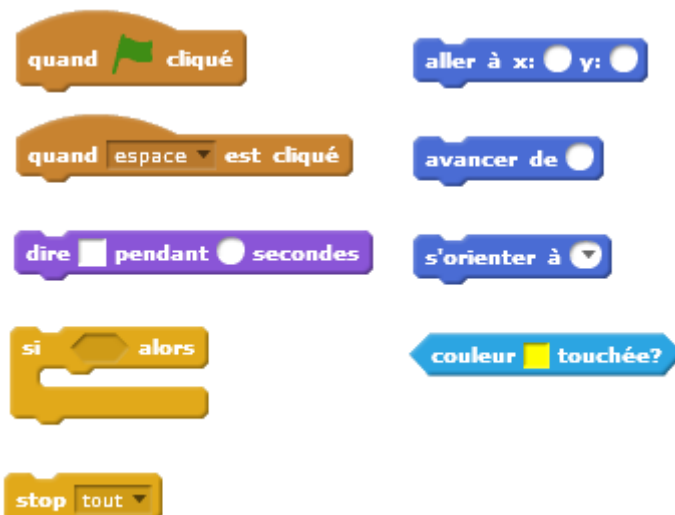 quand cliqué
aller à x: y:
quand espace est cliqué
avancer de
dire pendant secondes
s'orienter à
si alors
couleur touchée?
stop tout